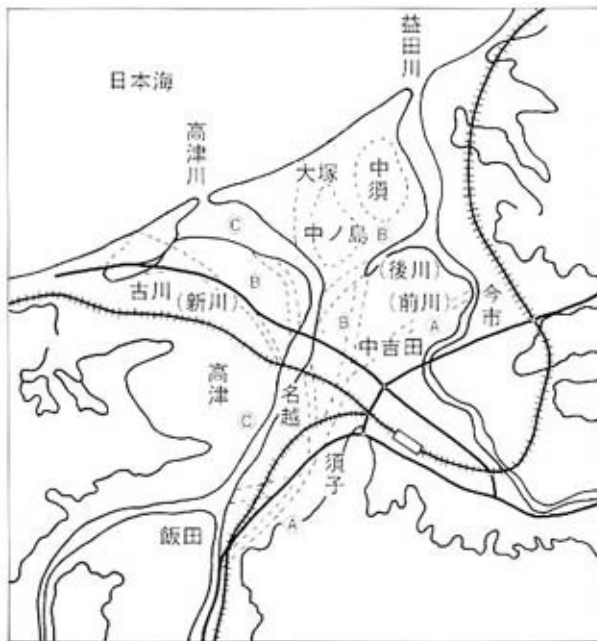 益田川
日本海
高津川
大塚
中須
中ノ島
B
C
B
(後川)
古川
(新川)
B
(前川)
A
今市
中吉田
高津
名越
C
須子
飯田
A